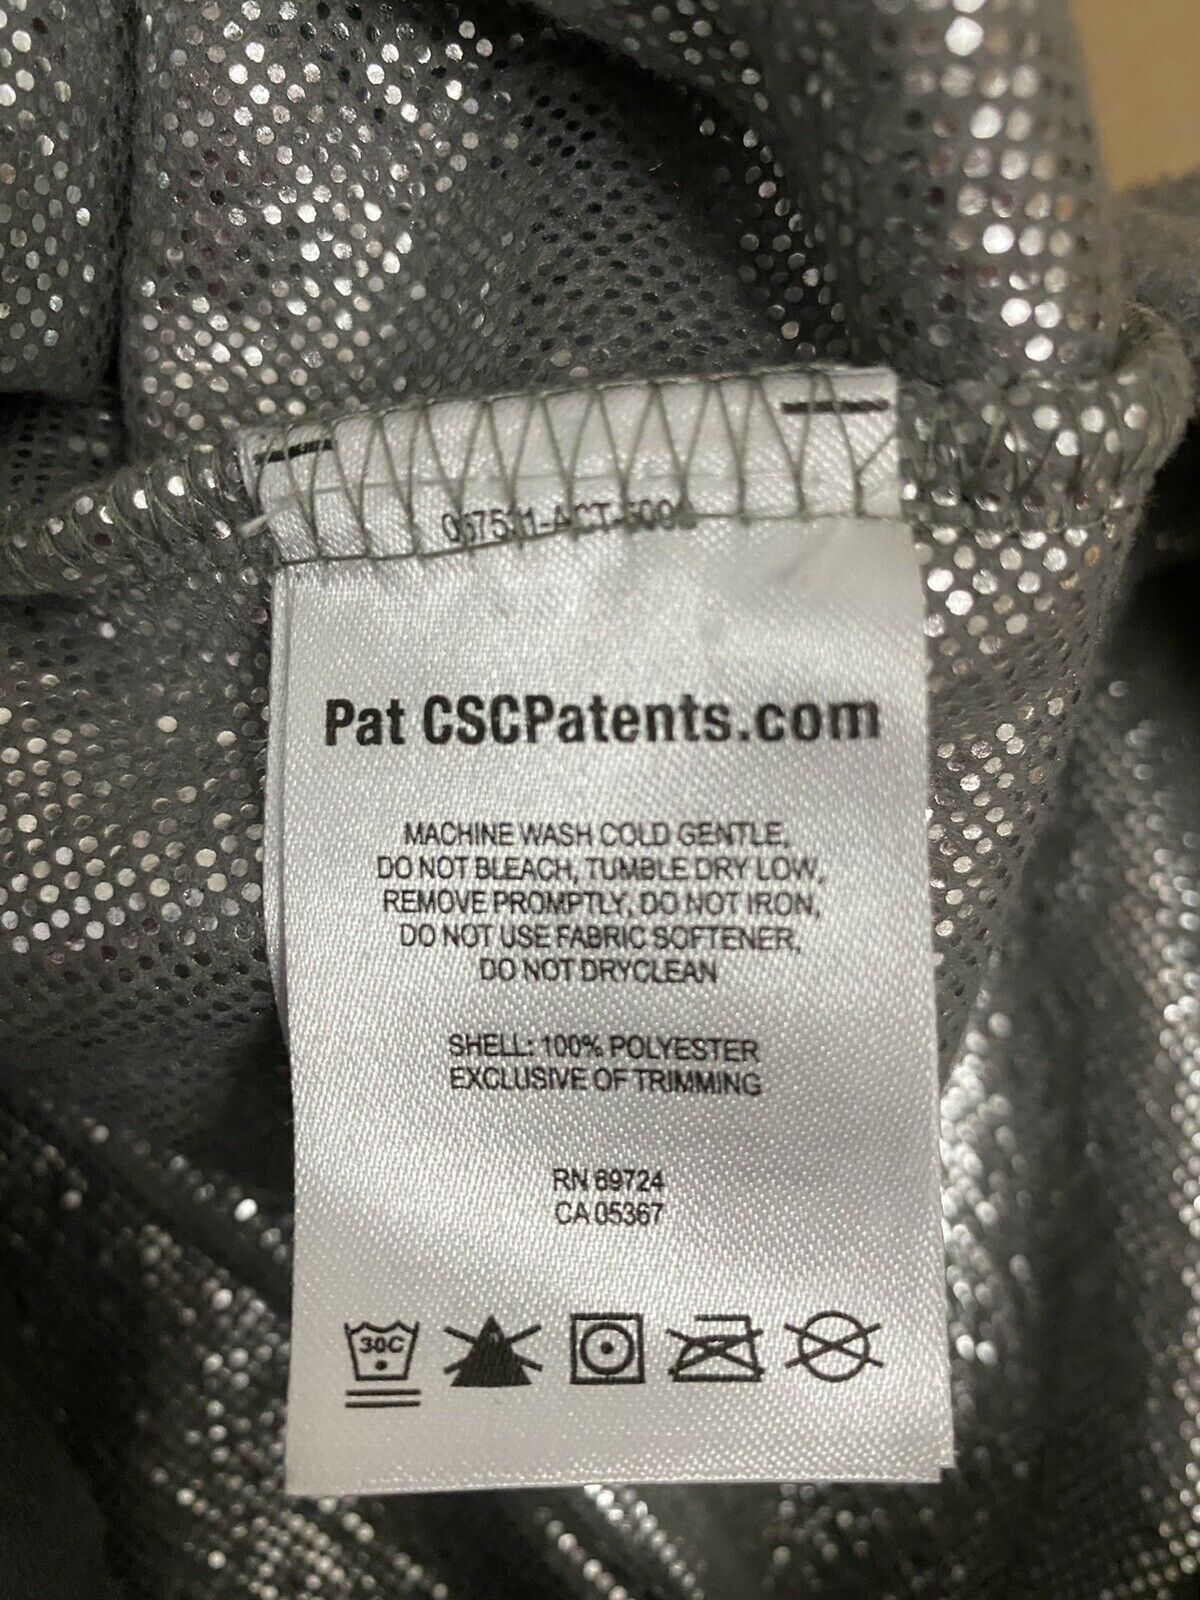 Pat CSCPatents.com
MACHINE WASH COLD GENTLE,
DO NOT BLEACH, TUMBLE DRY LOW,
REMOVE PROMPTLY, DO NOT IRON,
DO NOT USE FABRIC SOFTENER,
DO NOT DRYCLEAN
SHELL: 100% POLYESTER
EXCLUSIVE OF TRIMMING
RN 69724
CA 05367
30C